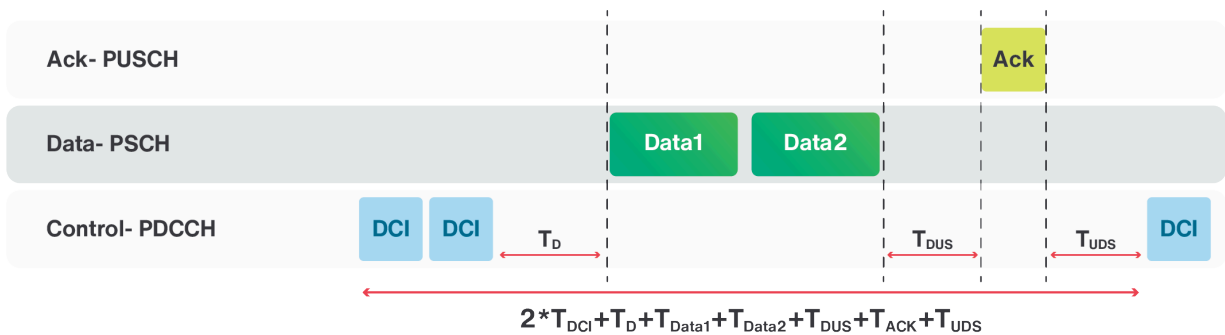 Ack- PUSCH
Ack
Data- PSCH
Data1
Data2
Control- PDCCH
DCI
DCI
T_D
T_DUS
T_UDS
DCI
2*T_DCI+T_D+T_Data1+T_Data2+T_DUS+T_ACK+T_UDS